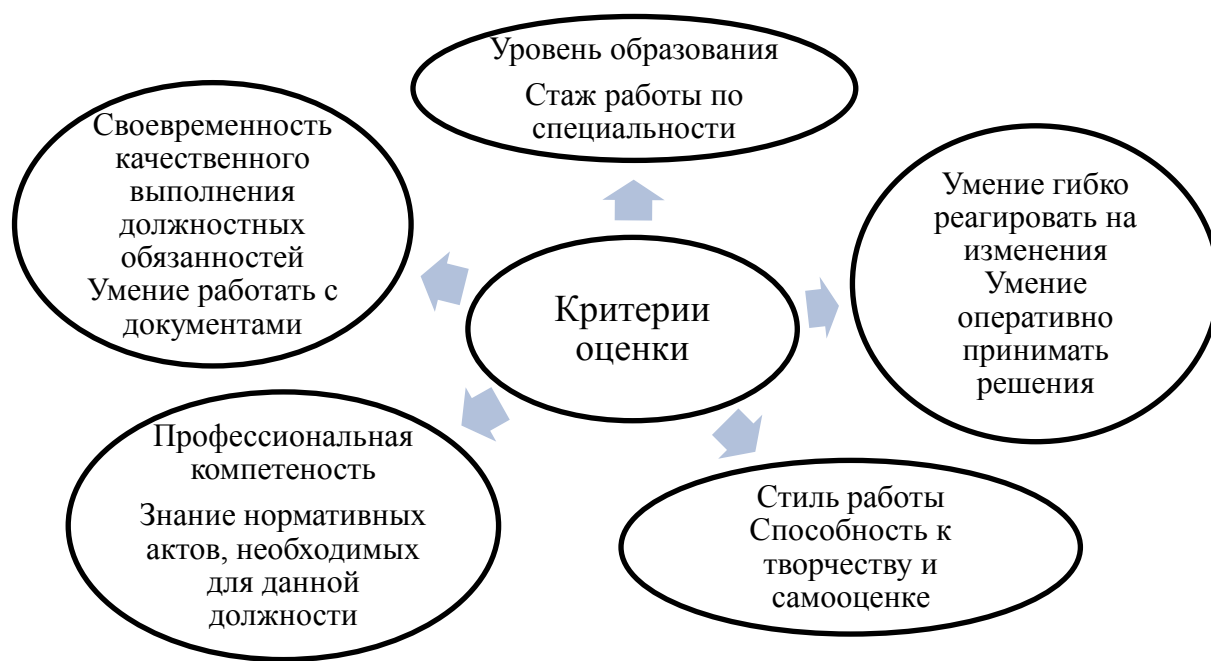 Уровень образования
Стаж работы по
специальности
Своевременность
качественного
выполнения
должностных
обязанностей
Умение работать с
документами
Умение гибко
реагировать на
изменения
Умение
оперативно
принимать
решения
Критерии
оценки
Профессиональная
компетеность
Знание нормативных
актов, необходимых
для данной
должности
Стиль работы
Способность к
творчеству и
самооценке